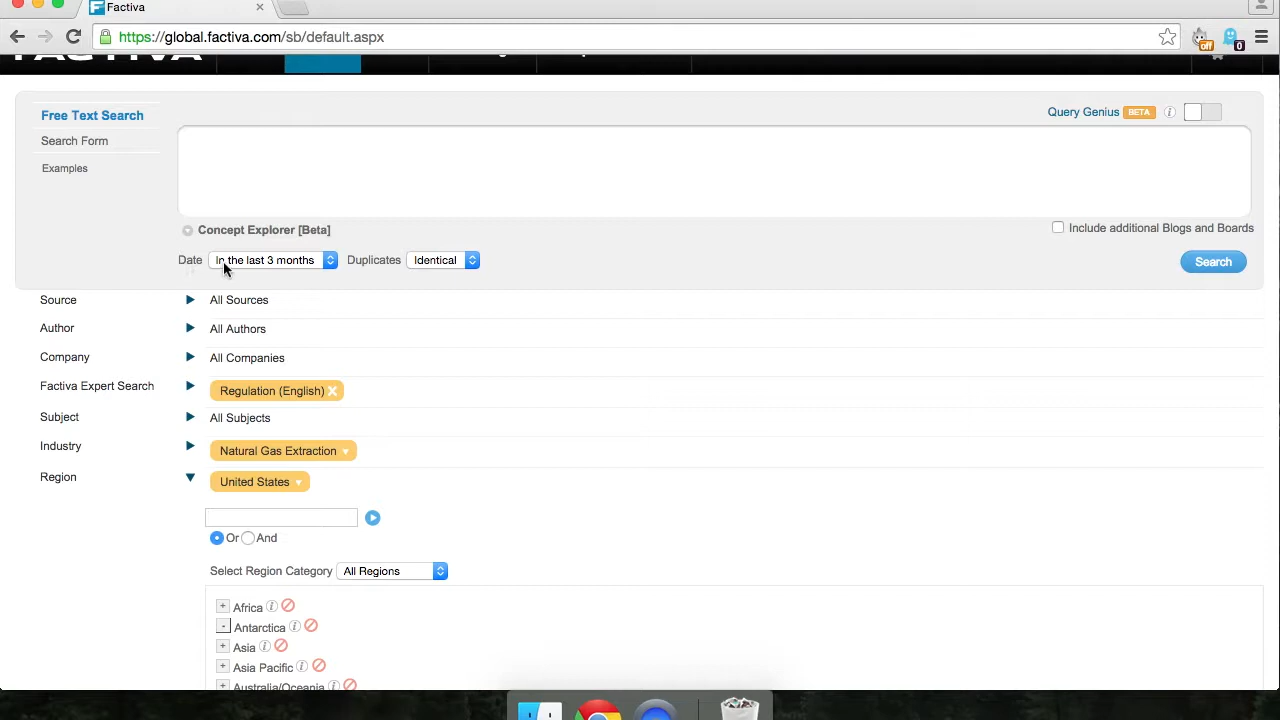 Factiva
https://global.factiva.com/sb/default.aspx
off
0
FACTIVA
Free Text Search
Query Genius BETA i
Search Form
Examples
Concept Explorer [Beta]
Include additional Blogs and Boards
Date In the last 3 months Duplicates Identical
Search
Source All Sources
Author All Authors
Company All Companies
Factiva Expert Search Regulation (English)
Subject All Subjects
Industry Natural Gas Extraction
Region United States
Or And
Select Region Category All Regions
+ Africa i
- Antarctica i
+ Asia i
+ Asia Pacific i
+ Australia/Oceania i